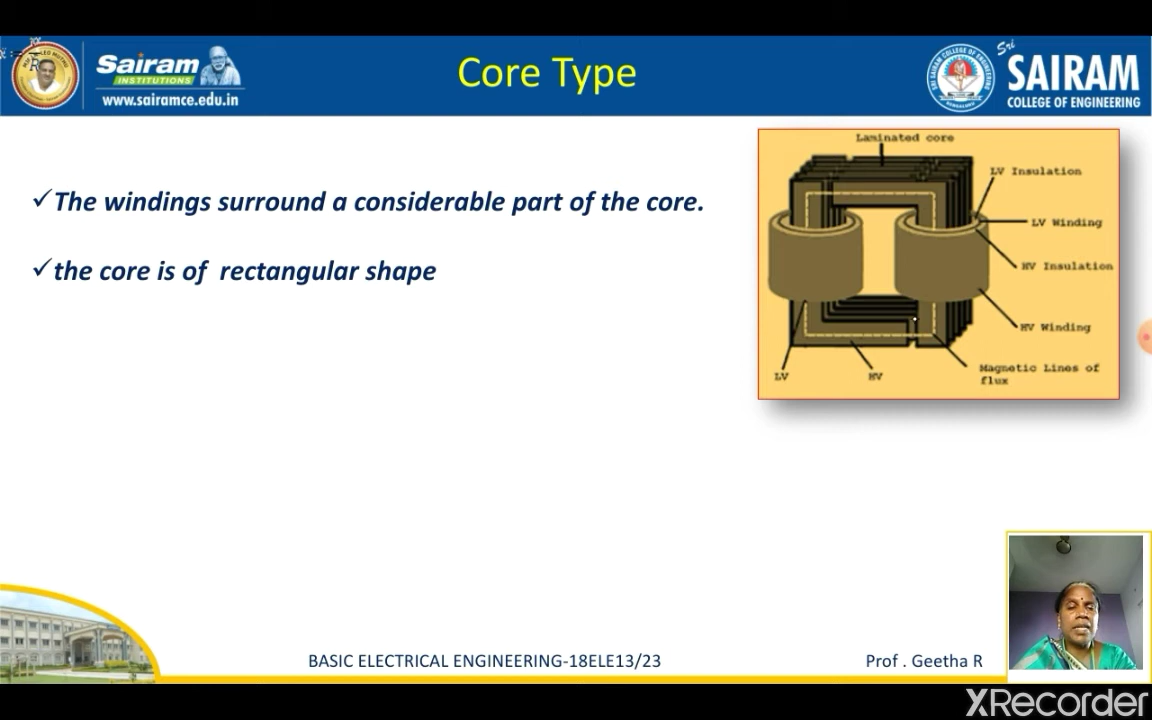 Sairam
INSTITUTIONS
www.sairamce.edu.in
Core Type
Sri
SAIRAM
COLLEGE OF ENGINEERING
✓The windings surround a considerable part of the core.
✓the core is of rectangular shape
Laminated core
LV Insulation
LV Winding
HV Insulation
HV Winding
Magnetic Lines of
flux
LV
HV
BASIC ELECTRICAL ENGINEERING-18ELE13/23
Prof . Geetha R
XRecorder